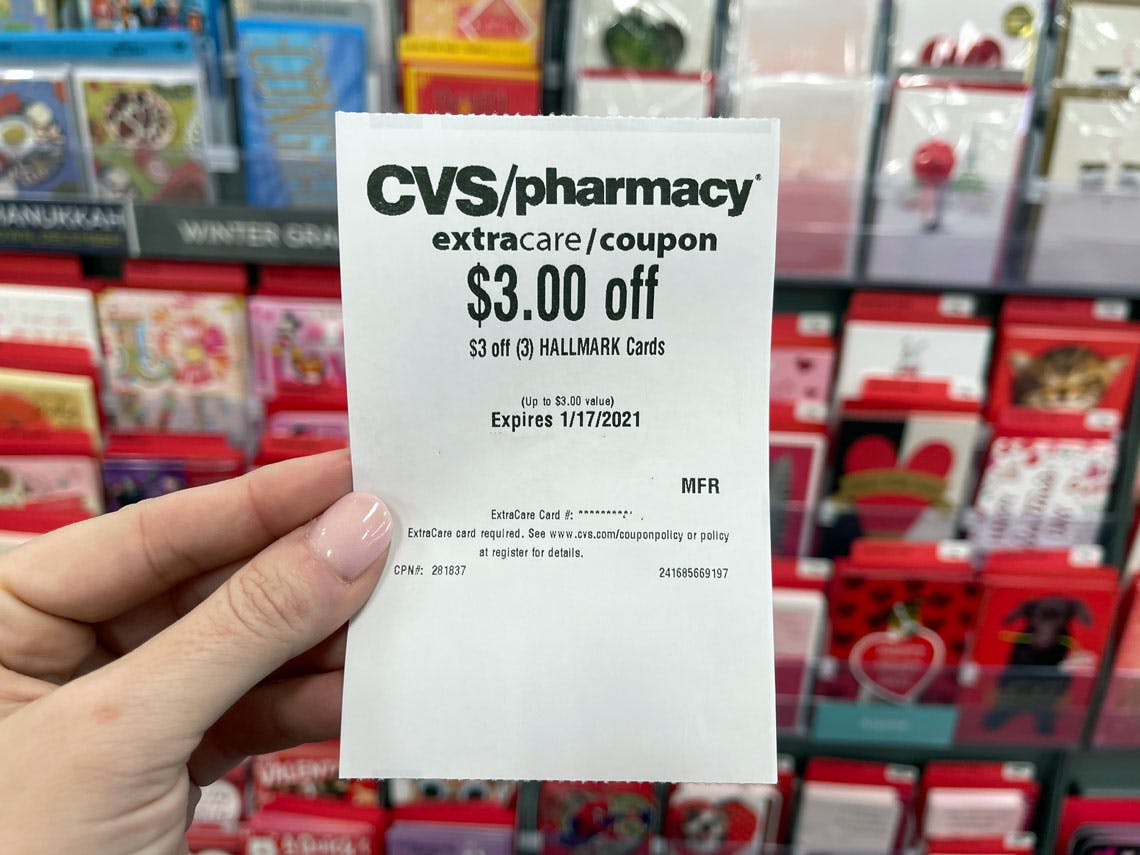 HANUKKAH
WINTER GRA
CVS/pharmacy®
extracare/coupon
$3.00 off
$3 off (3) HALLMARK Cards
(Up to $3.00 value)
Expires 1/17/2021
MFR
ExtraCare Card #: *********
ExtraCare card required. See www.cvs.com/couponpolicy or policy
at register for details.
CPN#: 281837
241685669197